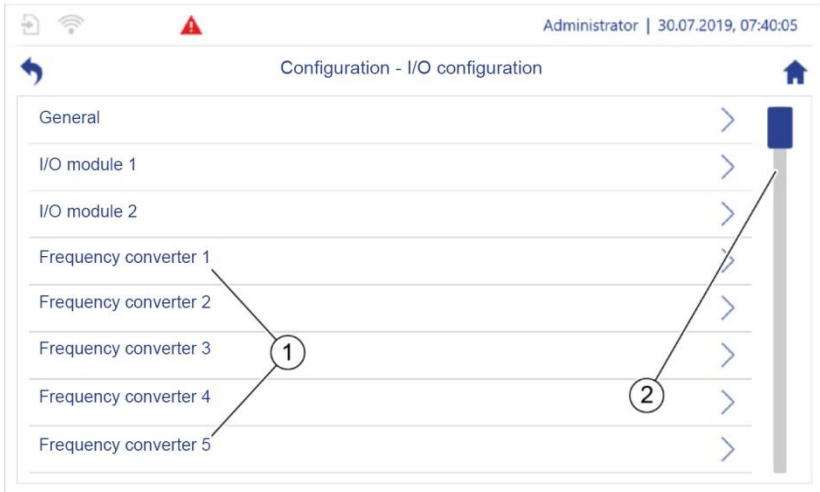 Administrator | 30.07.2019, 07:40:05
Configuration - I/O configuration
General
I/O module 1
I/O module 2
Frequency converter 1
Frequency converter 2
Frequency converter 3
1
Frequency converter 4
2
Frequency converter 5